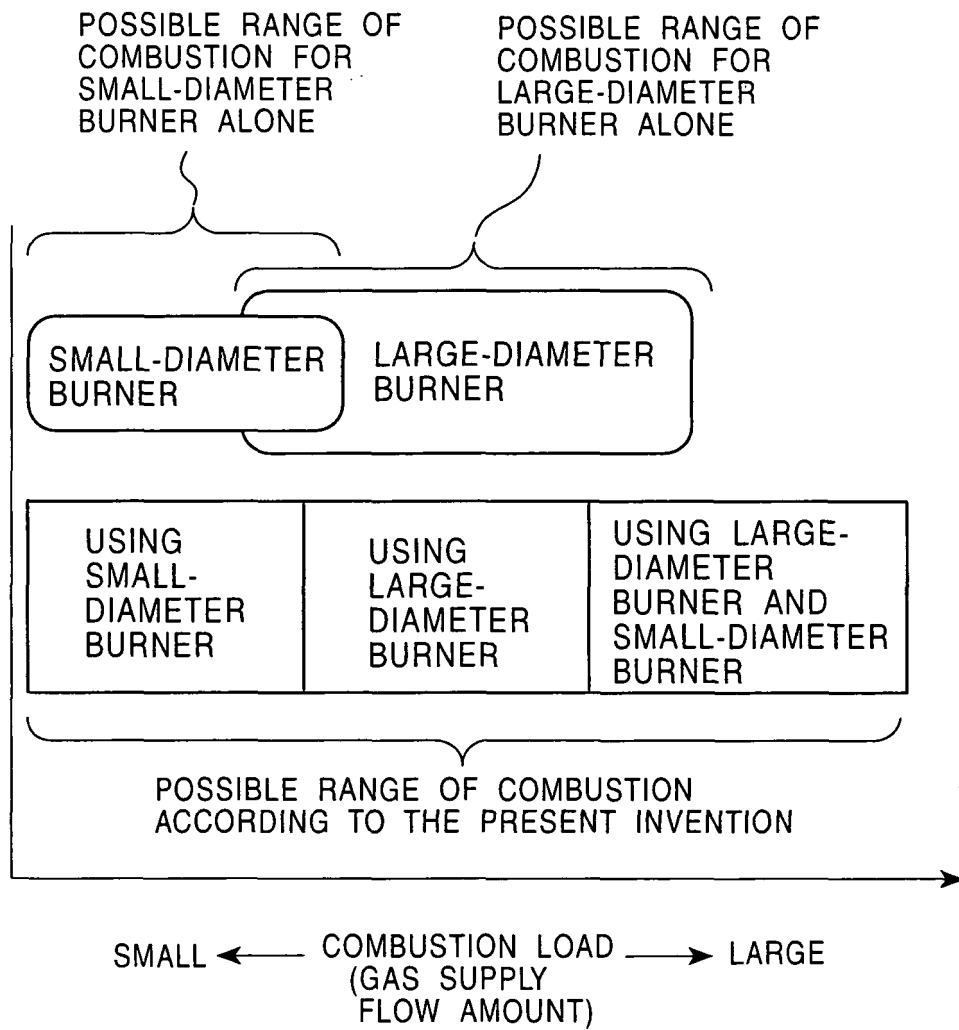 POSSIBLE RANGE OF
COMBUSTION FOR
SMALL-DIAMETER
BURNER ALONE
POSSIBLE RANGE OF
COMBUSTION FOR
LARGE-DIAMETER
BURNER ALONE
SMALL-DIAMETER
BURNER
LARGE-DIAMETER
BURNER
USING
SMALL-
DIAMETER
BURNER
USING
LARGE-
DIAMETER
BURNER
USING LARGE-
DIAMETER
BURNER AND
SMALL-DIAMETER
BURNER
POSSIBLE RANGE OF COMBUSTION
ACCORDING TO THE PRESENT INVENTION
SMALL COMBUSTION LOAD LARGE
(GAS SUPPLY
FLOW AMOUNT)